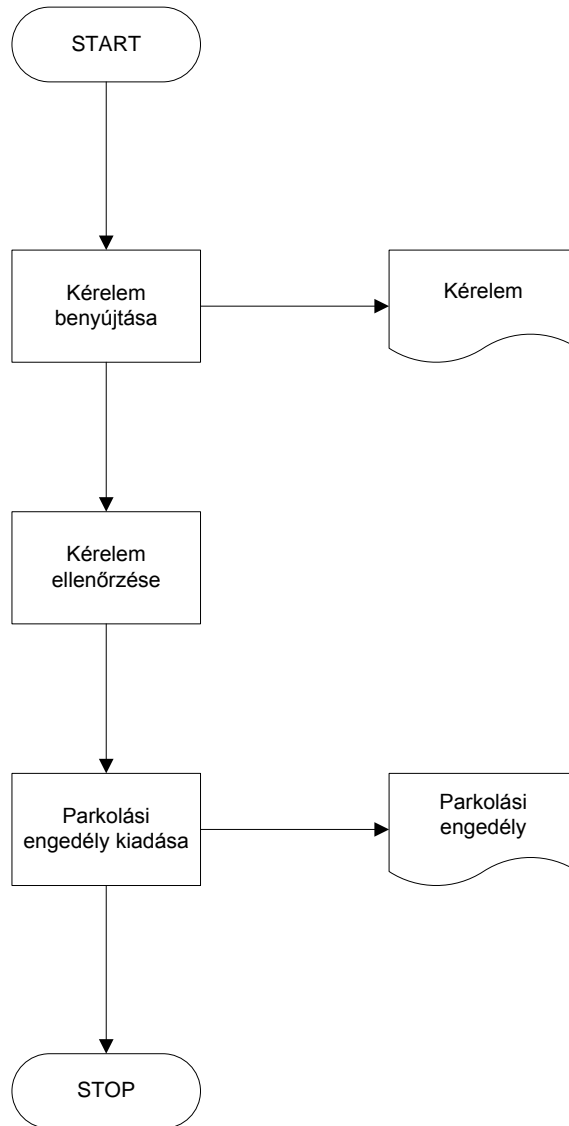 START
Kérelem
benyújtása
Kérelem
Kérelem
ellenőrzése
Parkolási
engedély kiadása
Parkolási
engedély
STOP